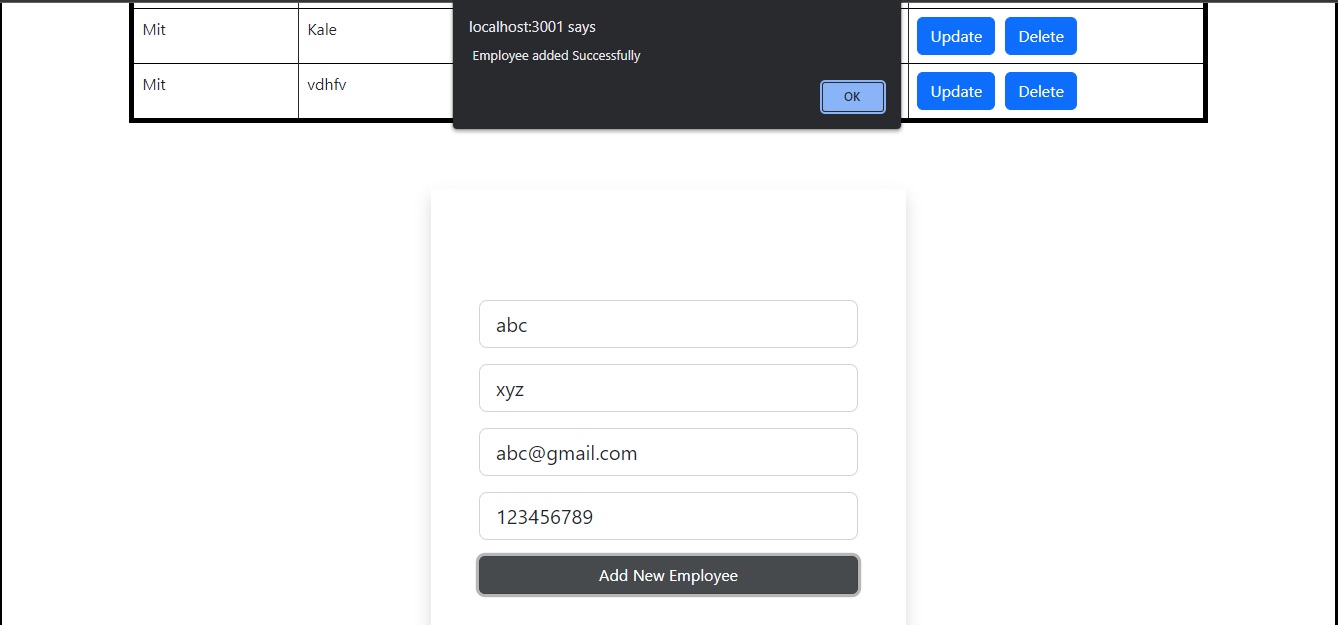 Mit Kale Update Delete
Mit vdhfv Update Delete
localhost:3001 says
Employee added Successfully
OK
abc
xyz
abc@gmail.com
123456789
Add New Employee